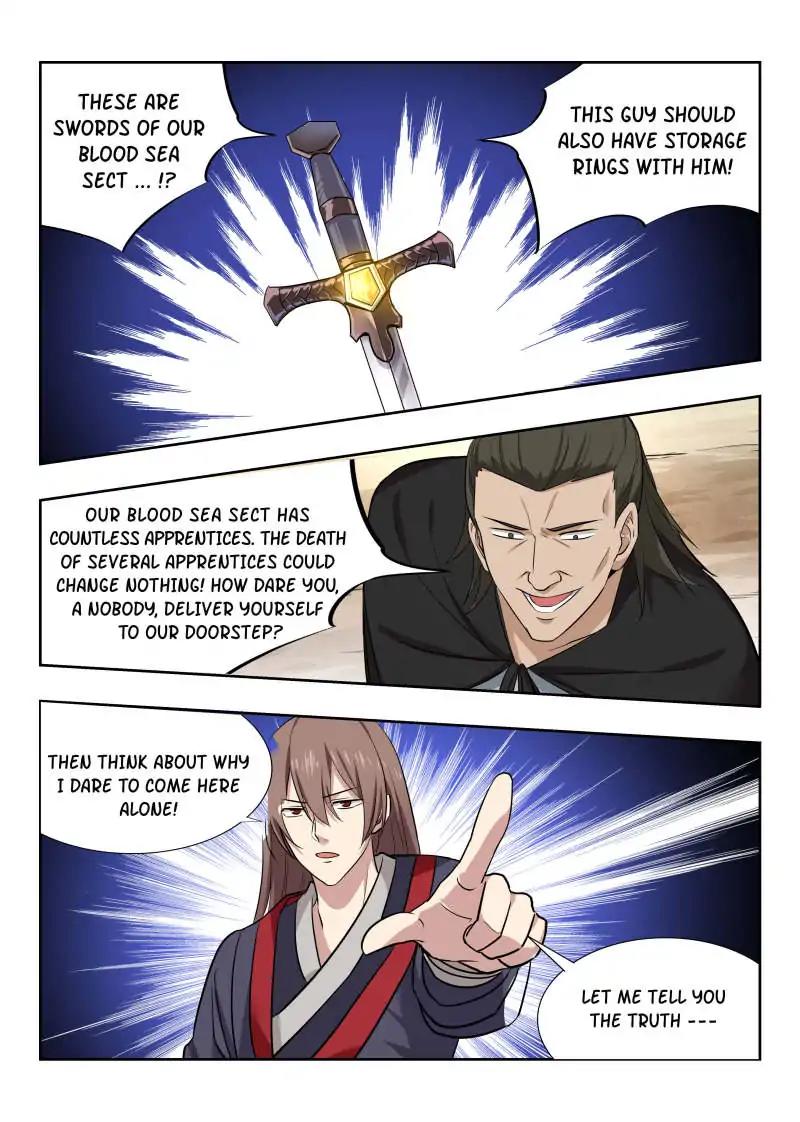 THESE ARE
SWORDS OF OUR
BLOOD SEA
SECT ... !?
THIS GUY SHOULD
ALSO HAVE STORAGE
RINGS WITH HIM!
OUR BLOOD SEA SECT HAS
COUNTLESS APPRENTICES. THE DEATH
OF SEVERAL APPRENTICES COULD
CHANGE NOTHING! HOW DARE YOU,
A NOBODY, DELIVER YOURSELF
TO OUR DOORSTEP?
THEN THINK ABOUT WHY
I DARE TO COME HERE
ALONE!
LET ME TELL YOU
THE TRUTH ---